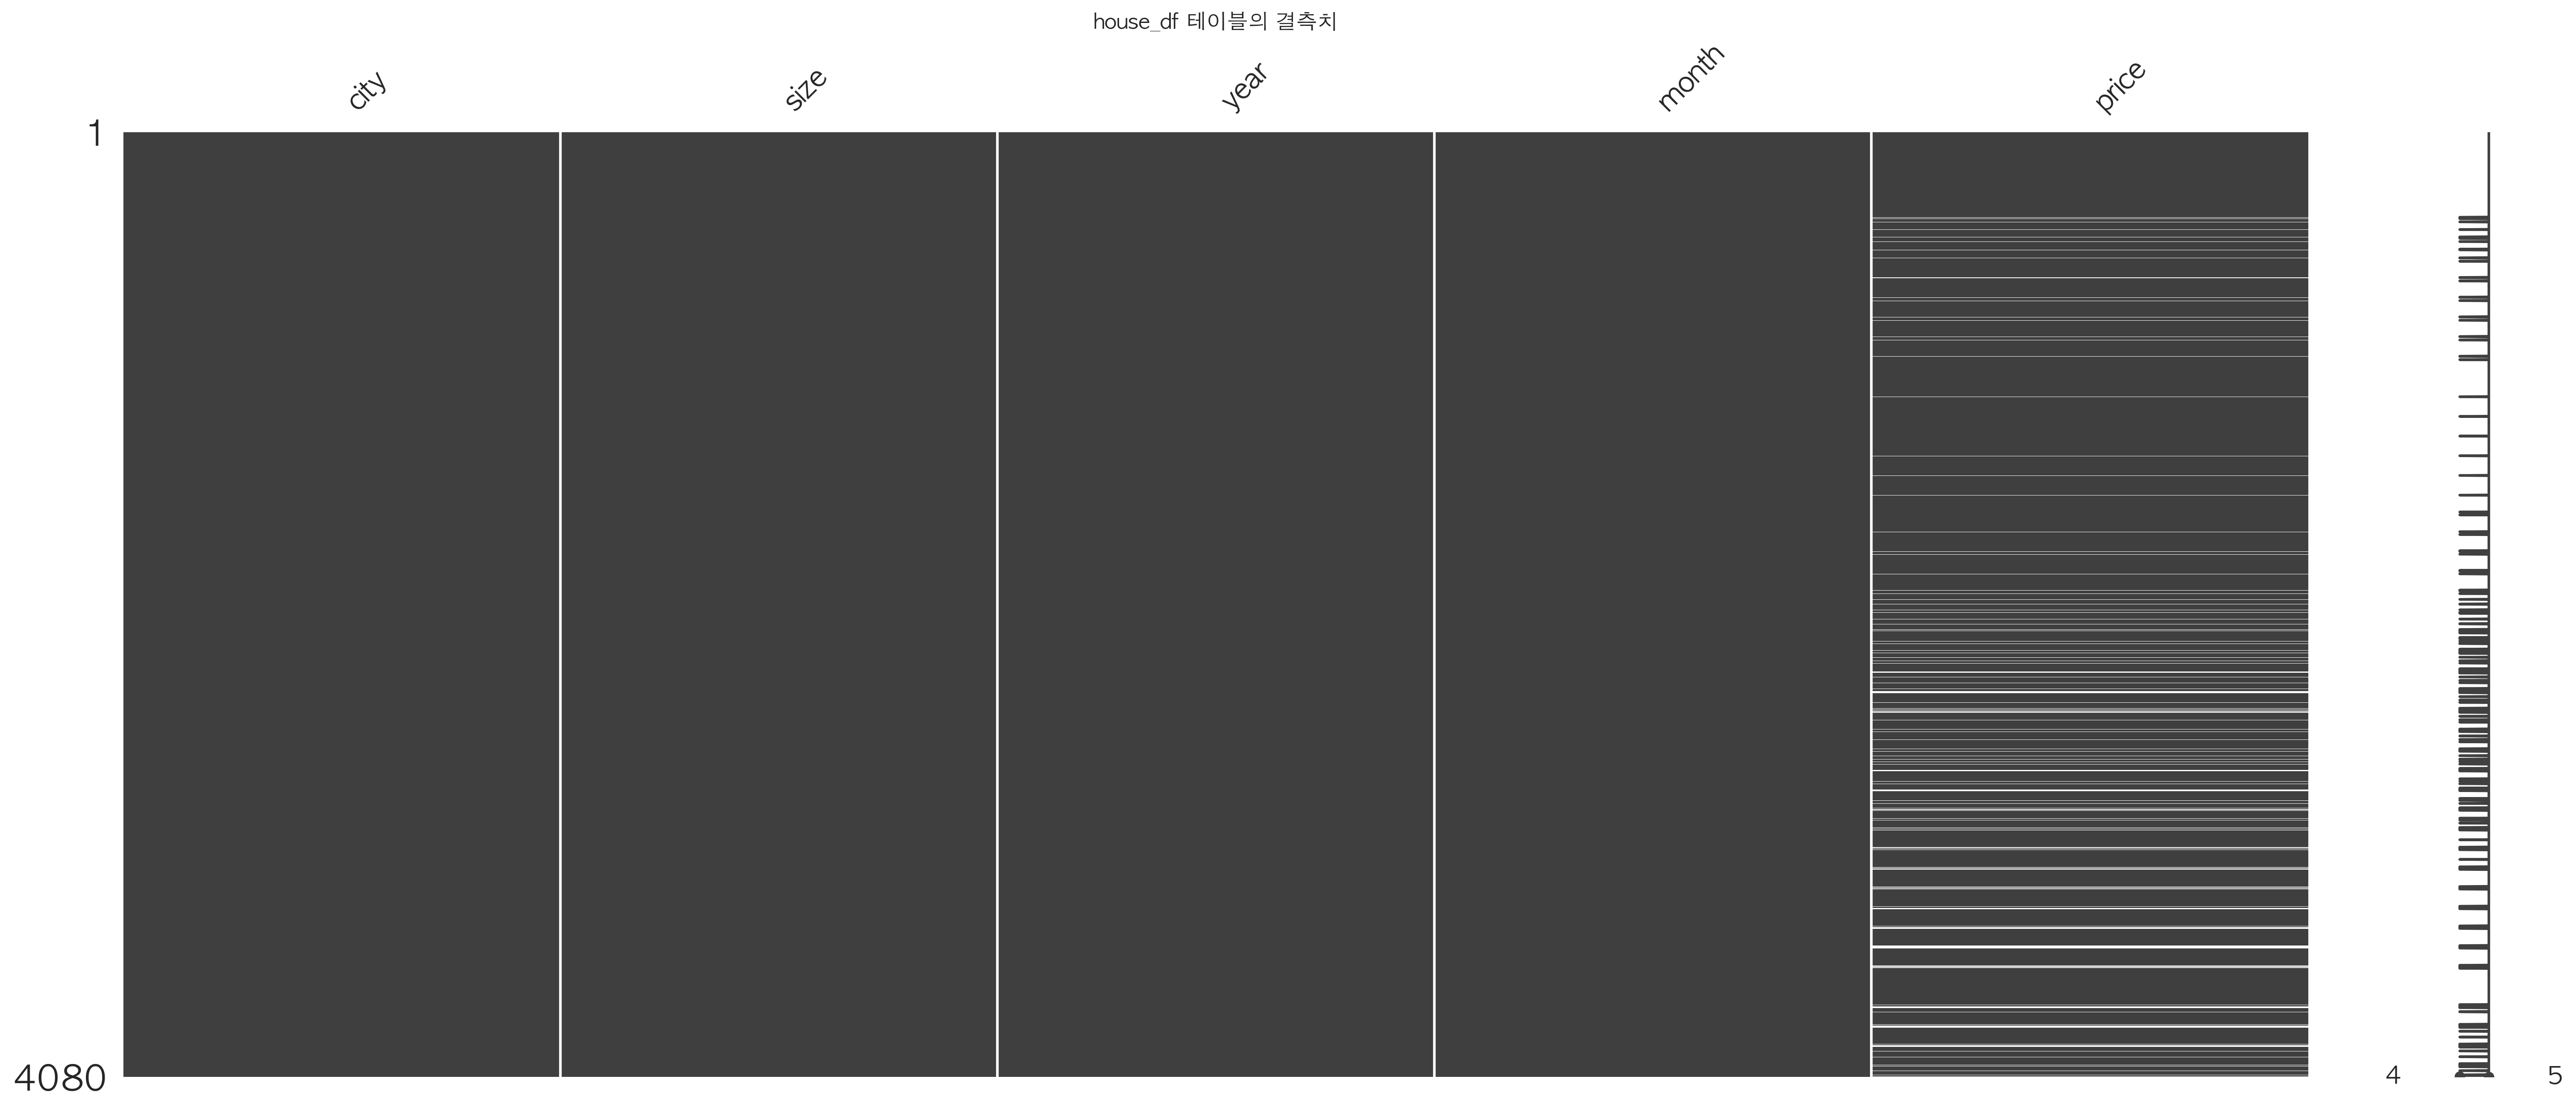 house_df 테이블의 결측치
city
size
year
month
price
1
4080
4
5